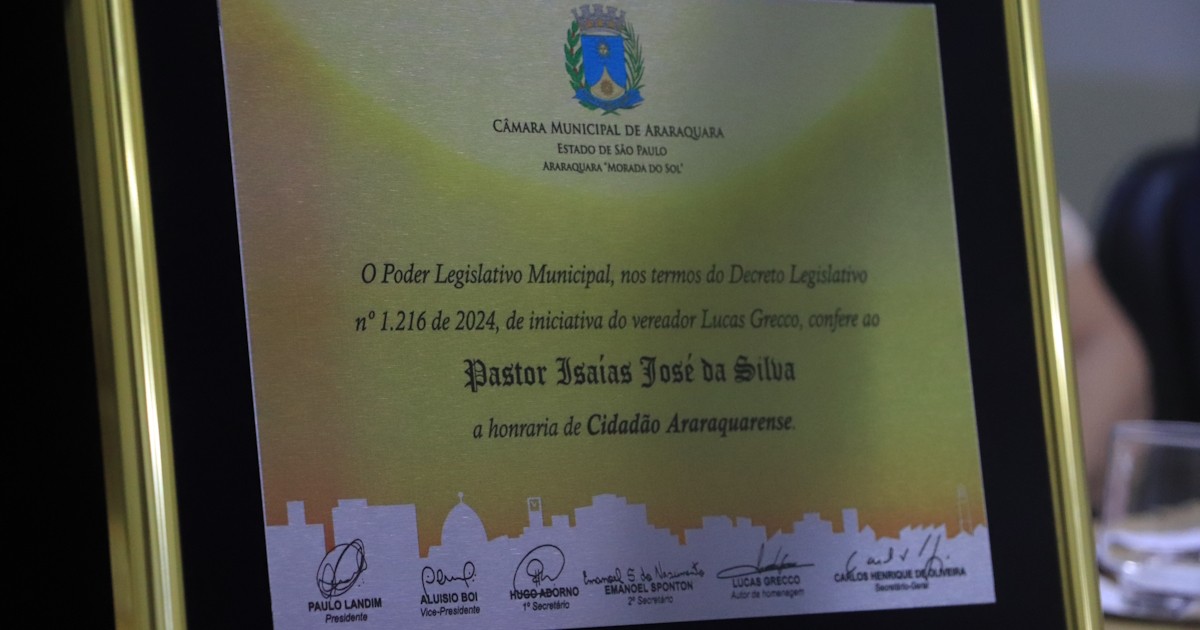 CÂMARA MUNICIPAL DE ARARAQUARA
ESTADO DE SÃO PAULO
ARARAQUARA "MORADA DO SOL"
O Poder Legislativo Municipal, nos termos do Decreto Legislativo
nº 1.216 de 2024, de iniciativa do vereador Lucas Grecco, confere ao
Pastor Isaías José da Silva
a honraria de Cidadão Araraquarense.
PAULO LANDIM
Presidente
ALUISIO BOI
Vice-Presidente
HUGO ADORNO
1º Secretário
Emanoel S do Nascimento
EMANOEL SPONTON
2º Secretário
LUCAS GRECCO
Autor da homenagem
CARLOS HENRIQUE DE OLIVEIRA
Secretário-Geral